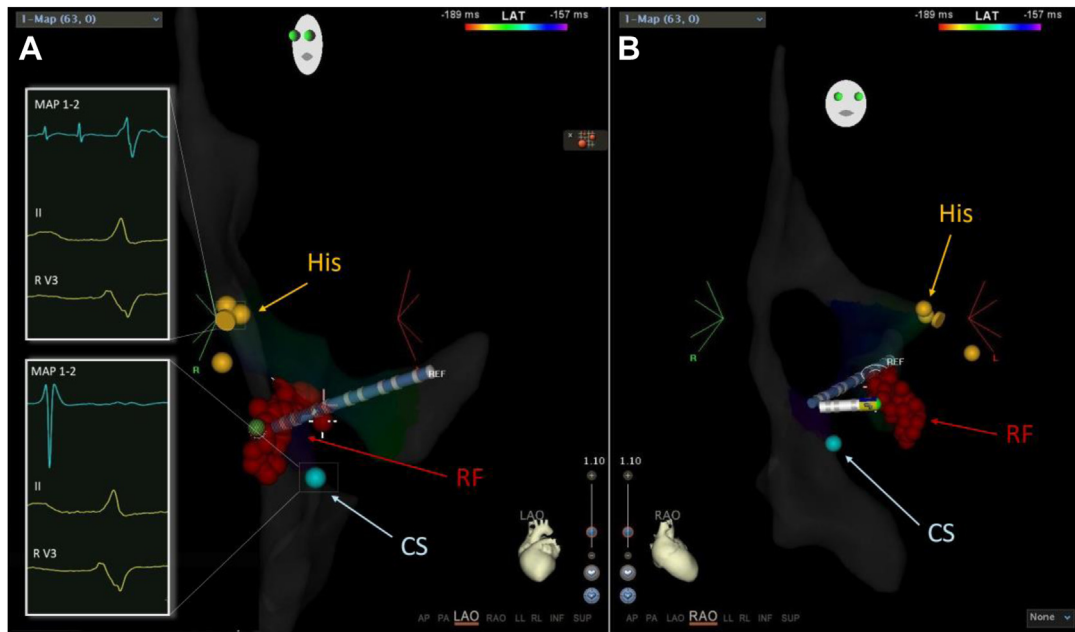 1-Map (63, 0)
-189 ms LAT -157 ms
A
MAP 1-2
II
R V3
His
R
REF
MAP 1-2
II
R V3
RF
CS
1.10
LAO
AP PA LAO RAO LL RL INF SUP
1-Map (63, 0)
-189 ms LAT -157 ms
B
His
R
L
REF
RF
CS
1.10
RAO
AP PA LAO RAO LL RL INF SUP
None